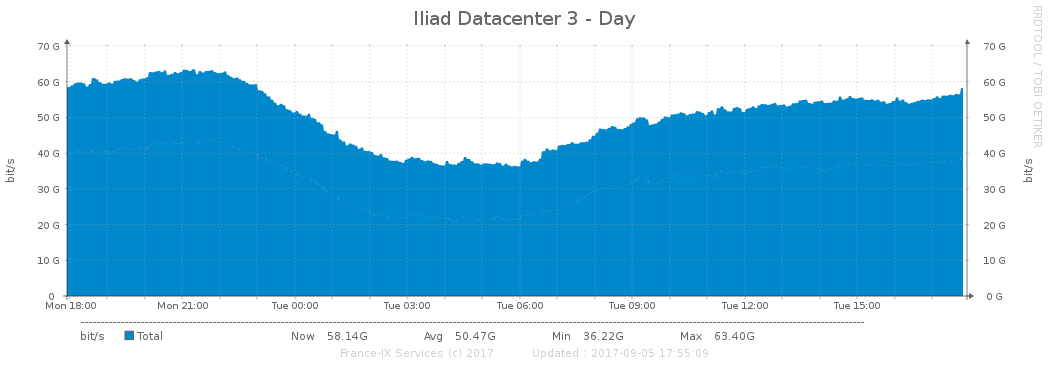 Iliad Datacenter 3 - Day
RRDTOOL / TOBI OETIKER
70 G 70 G
60 G 60 G
50 G 50 G
40 G 40 G
30 G 30 G
20 G 20 G
10 G 10 G
0 0 G
bit/s bit/s
Mon 18:00 Mon 21:00 Tue 00:00 Tue 03:00 Tue 06:00 Tue 09:00 Tue 12:00 Tue 15:00
bit/s Total Now 58.14G Avg 50.47G Min 36.22G Max 63.40G
France-IX Services (c) 2017 Updated : 2017-09-05 17:55:09